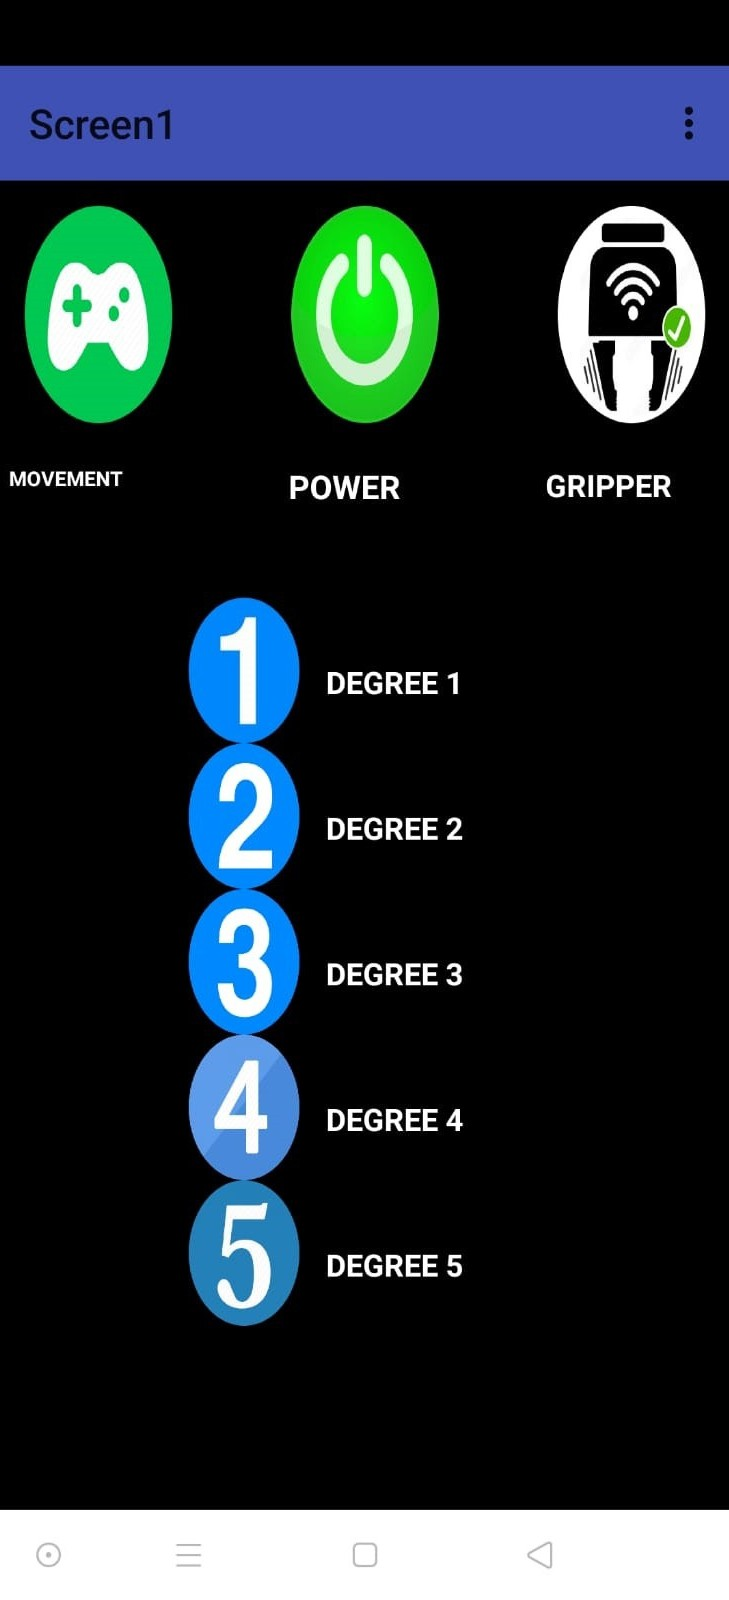 Screen1
MOVEMENT
POWER
GRIPPER
1
DEGREE 1
2
DEGREE 2
3
DEGREE 3
4
DEGREE 4
5
DEGREE 5